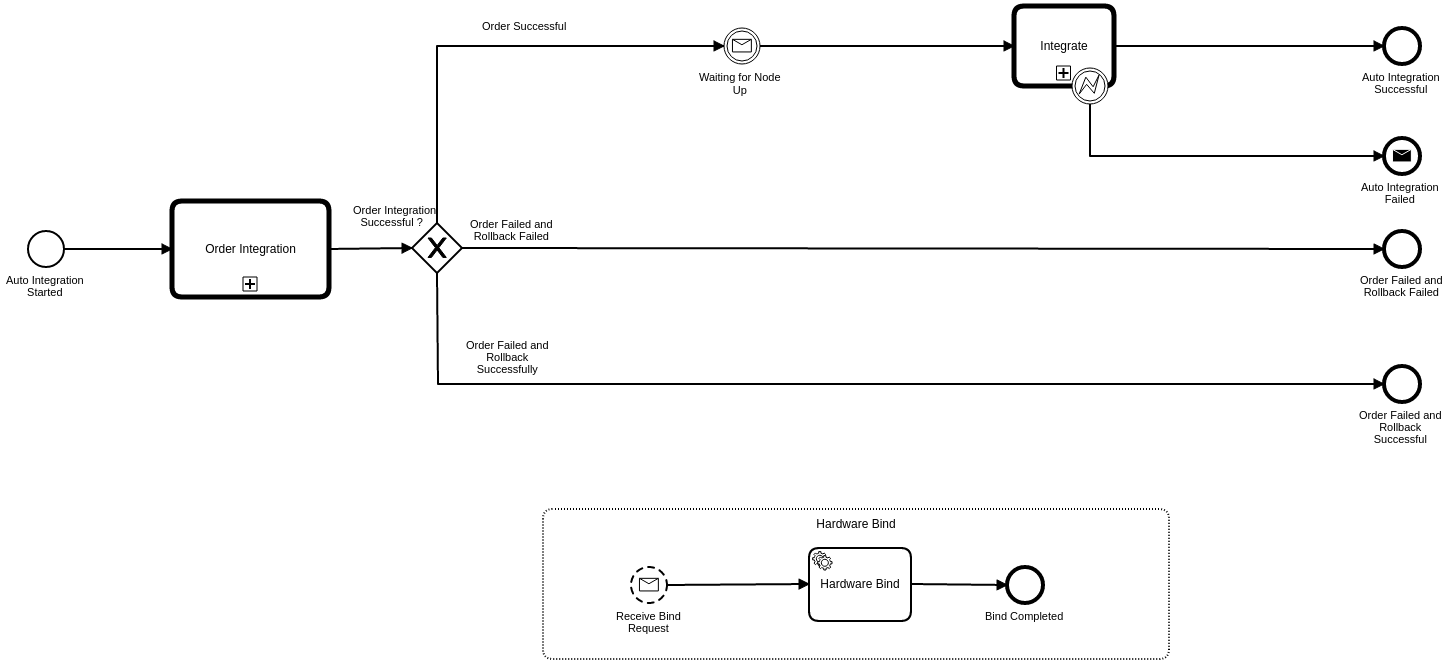 Order Successful
Integrate
Waiting for Node
Up
Auto Integration
Successful
Auto Integration
Failed
Order Integration
Successful ?
Order Failed and
Rollback Failed
Order Integration
Auto Integration
Started
Order Failed and
Rollback Failed
Order Failed and
Rollback
Successfully
Order Failed and
Rollback
Successful
Hardware Bind
Hardware Bind
Receive Bind
Request
Bind Completed